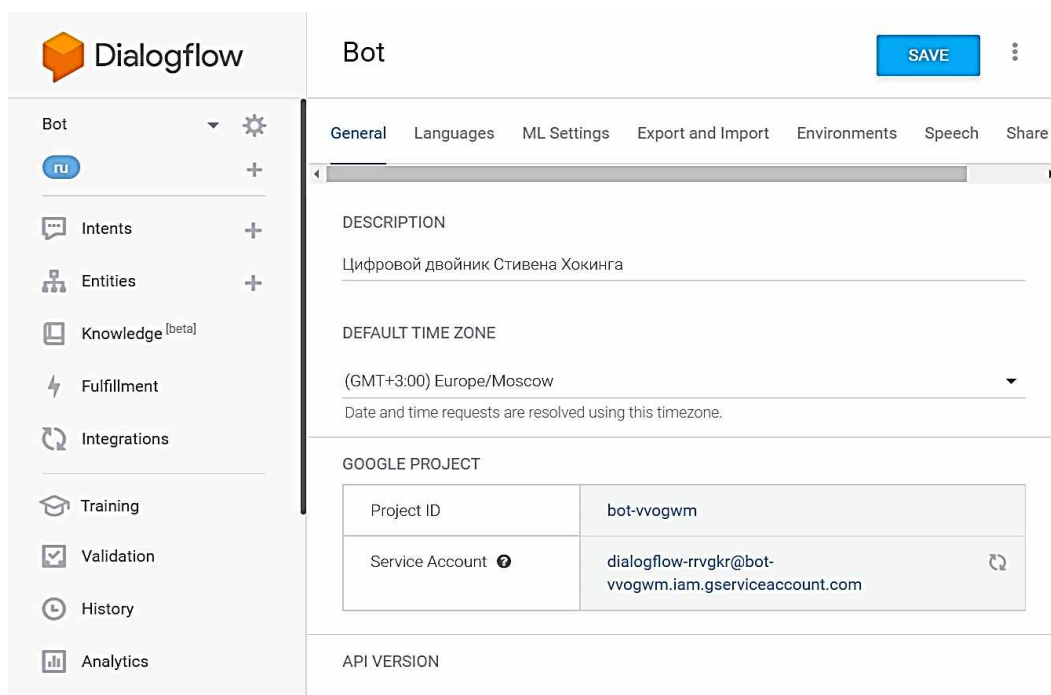 Dialogflow
Bot
SAVE
Bot
ru
General Languages ML Settings Export and Import Environments Speech Share
Intents
Entities
Knowledge [beta]
Fulfillment
Integrations
Training
Validation
History
Analytics
DESCRIPTION
Цифровой двойник Стивена Хокинга
DEFAULT TIME ZONE
(GMT+3:00) Europe/Moscow
Date and time requests are resolved using this timezone.
GOOGLE PROJECT
Project ID bot-vvogwm
Service Account dialogflow-rrvgkr@bot-
vvogwm.iam.gserviceaccount.com
API VERSION